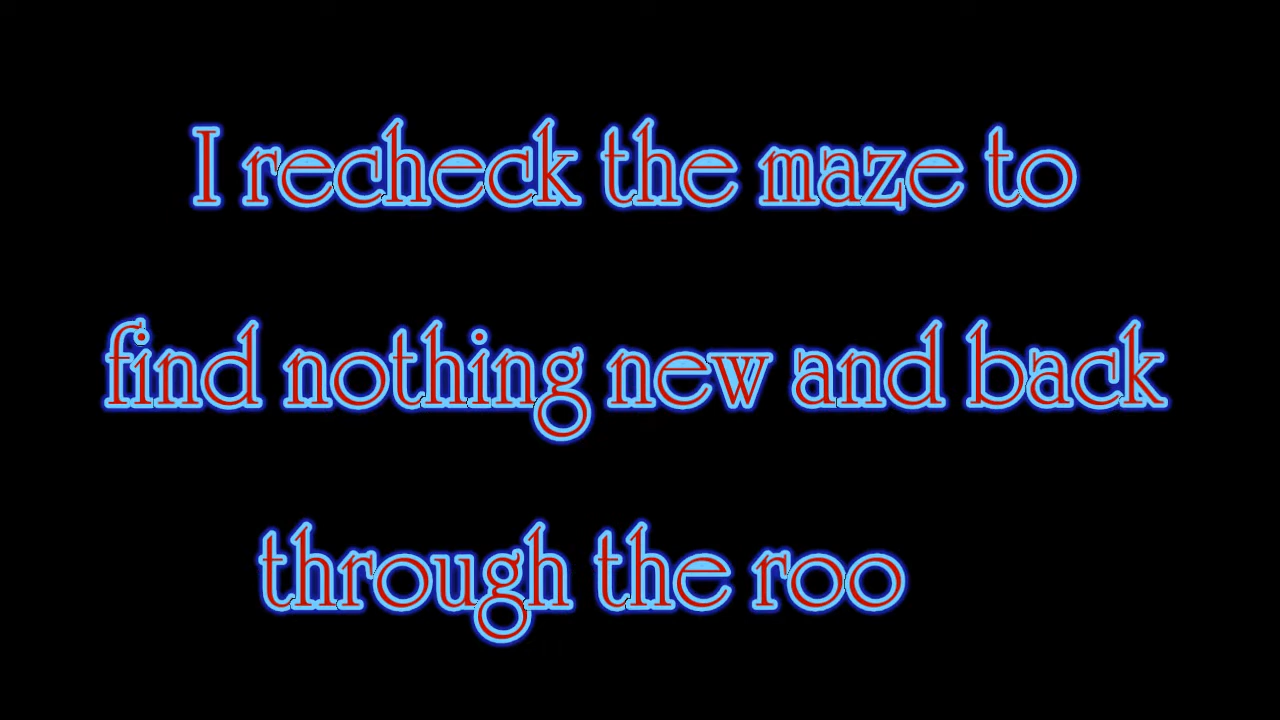 I recheck the maze to
find nothing new and back
through the roo